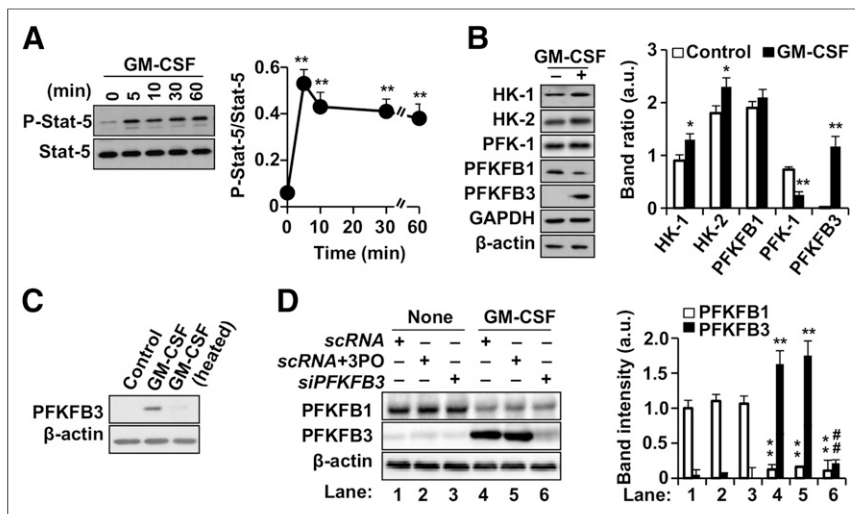 A
GM-CSF
(min) 0 5 10 30 60
P-Stat-5
Stat-5
P-Stat-5/Stat-5
0.6
0.4
0.2
0
** ** ** **
0 10 30 60
Time (min)
B
GM-CSF
– +
HK-1
HK-2
PFK-1
PFKFB1
PFKFB3
GAPDH
β-actin
Control GM-CSF
Band ratio (a.u.)
3
2
1
0
* * ** **
HK-1 HK-2 PFKFB1 PFK-1 PFKFB3
C
Control GM-CSF GM-CSF (heated)
PFKFB3
β-actin
D
None GM-CSF
scRNA + – – + – –
scRNA+3PO – + – – + –
siPFKFB3 – – + – – +
PFKFB1
PFKFB3
β-actin
Lane: 1 2 3 4 5 6
PFKFB1
PFKFB3
Band intensity (a.u.)
2.0
1.0
0.0
** ** ** ** ** ##
Lane: 1 2 3 4 5 6